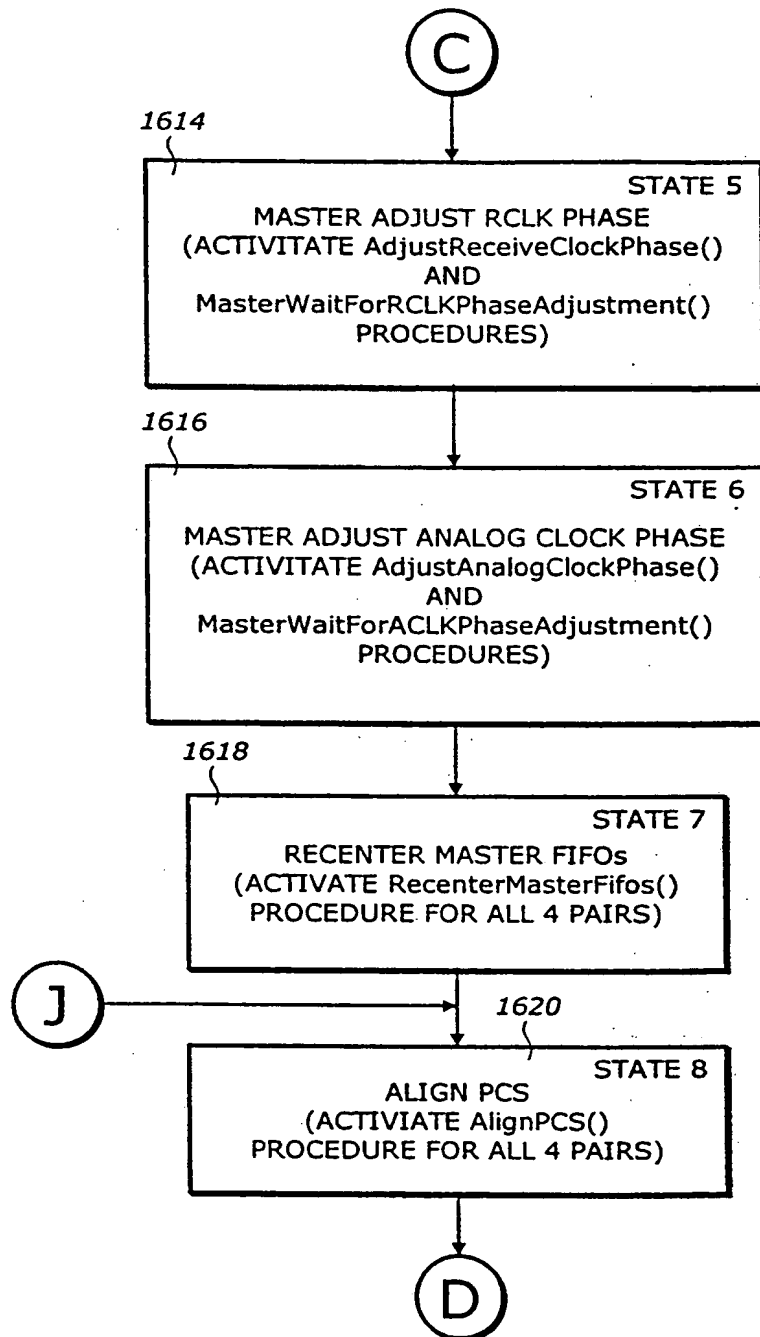 C
1614
STATE 5
MASTER ADJUST RCLK PHASE
(ACTIVITATE AdjustReceiveClockPhase()
AND
MasterWaitForRCLKPhaseAdjustment()
PROCEDURES)
1616
STATE 6
MASTER ADJUST ANALOG CLOCK PHASE
(ACTIVITATE AdjustAnalogClockPhase()
AND
MasterWaitForACLKPhaseAdjustment()
PROCEDURES)
1618
STATE 7
RECENTER MASTER FIFOs
(ACTIVATE RecenterMasterFifos()
PROCEDURE FOR ALL 4 PAIRS)
J
1620
STATE 8
ALIGN PCS
(ACTIVIATE AlignPCS()
PROCEDURE FOR ALL 4 PAIRS)
D